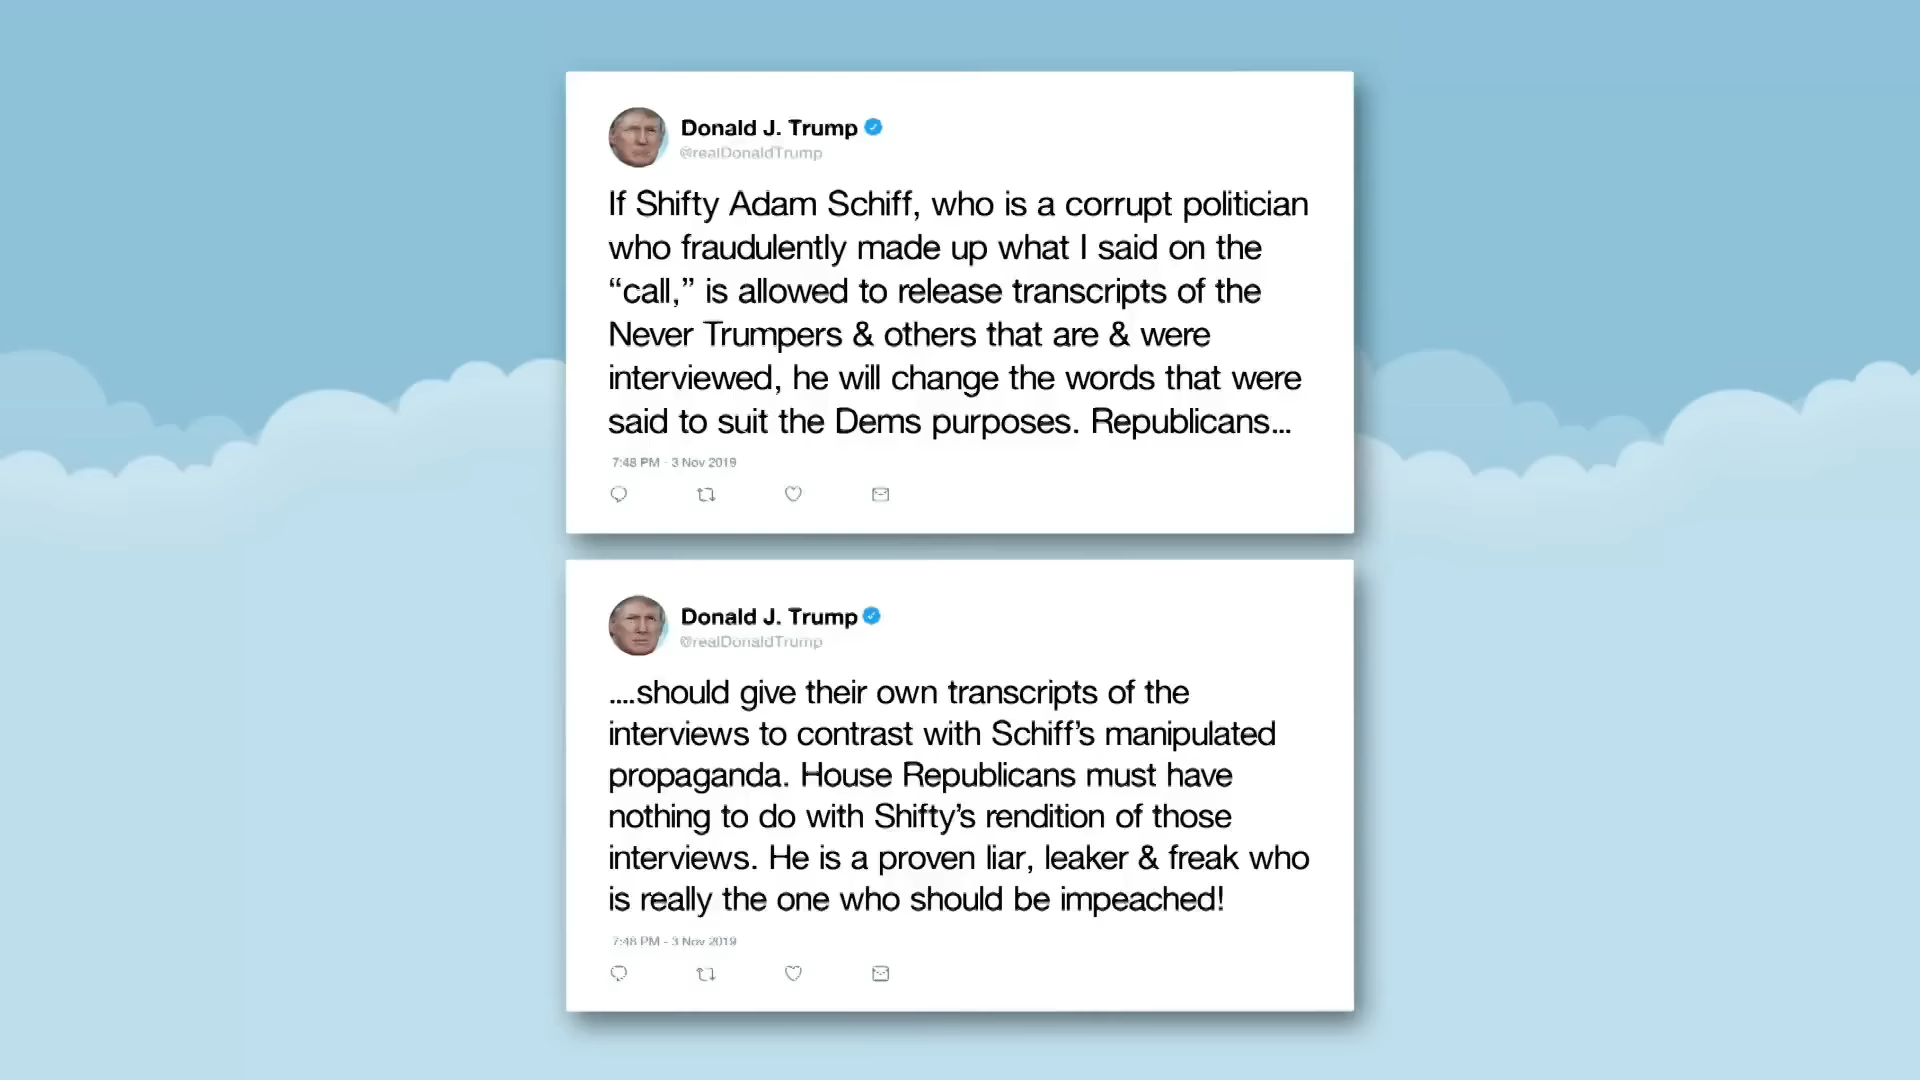 Donald J. Trump
@realDonaldTrump
If Shifty Adam Schiff, who is a corrupt politician
who fraudulently made up what I said on the
“call,” is allowed to release transcripts of the
Never Trumpers & others that are & were
interviewed, he will change the words that were
said to suit the Dems purposes. Republicans...
7:48 PM - 3 Nov 2019
Donald J. Trump
@realDonaldTrump
....should give their own transcripts of the
interviews to contrast with Schiff’s manipulated
propaganda. House Republicans must have
nothing to do with Shifty’s rendition of those
interviews. He is a proven liar, leaker & freak who
is really the one who should be impeached!
7:48 PM - 3 Nov 2019